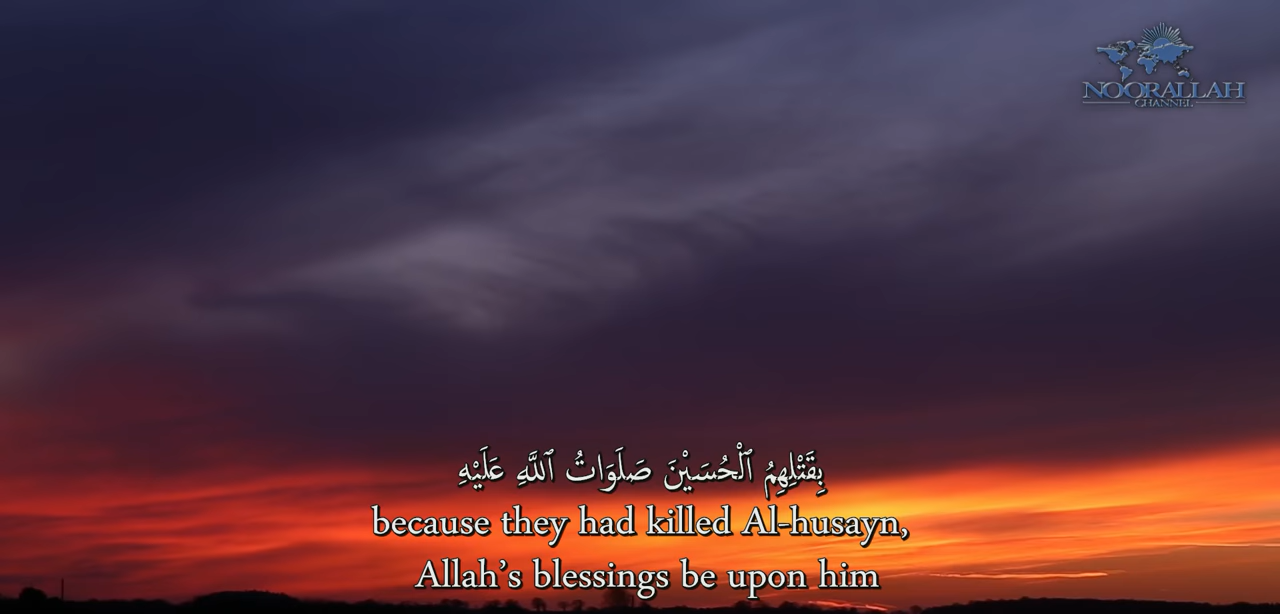 NOORALLAH
CHANNEL
بِقَتْلِهِمُ ٱلْحُسَيْنَ صَلَوَاتُ ٱللَّهِ عَلَيْهِ
because they had killed Al-husayn,
Allah’s blessings be upon him